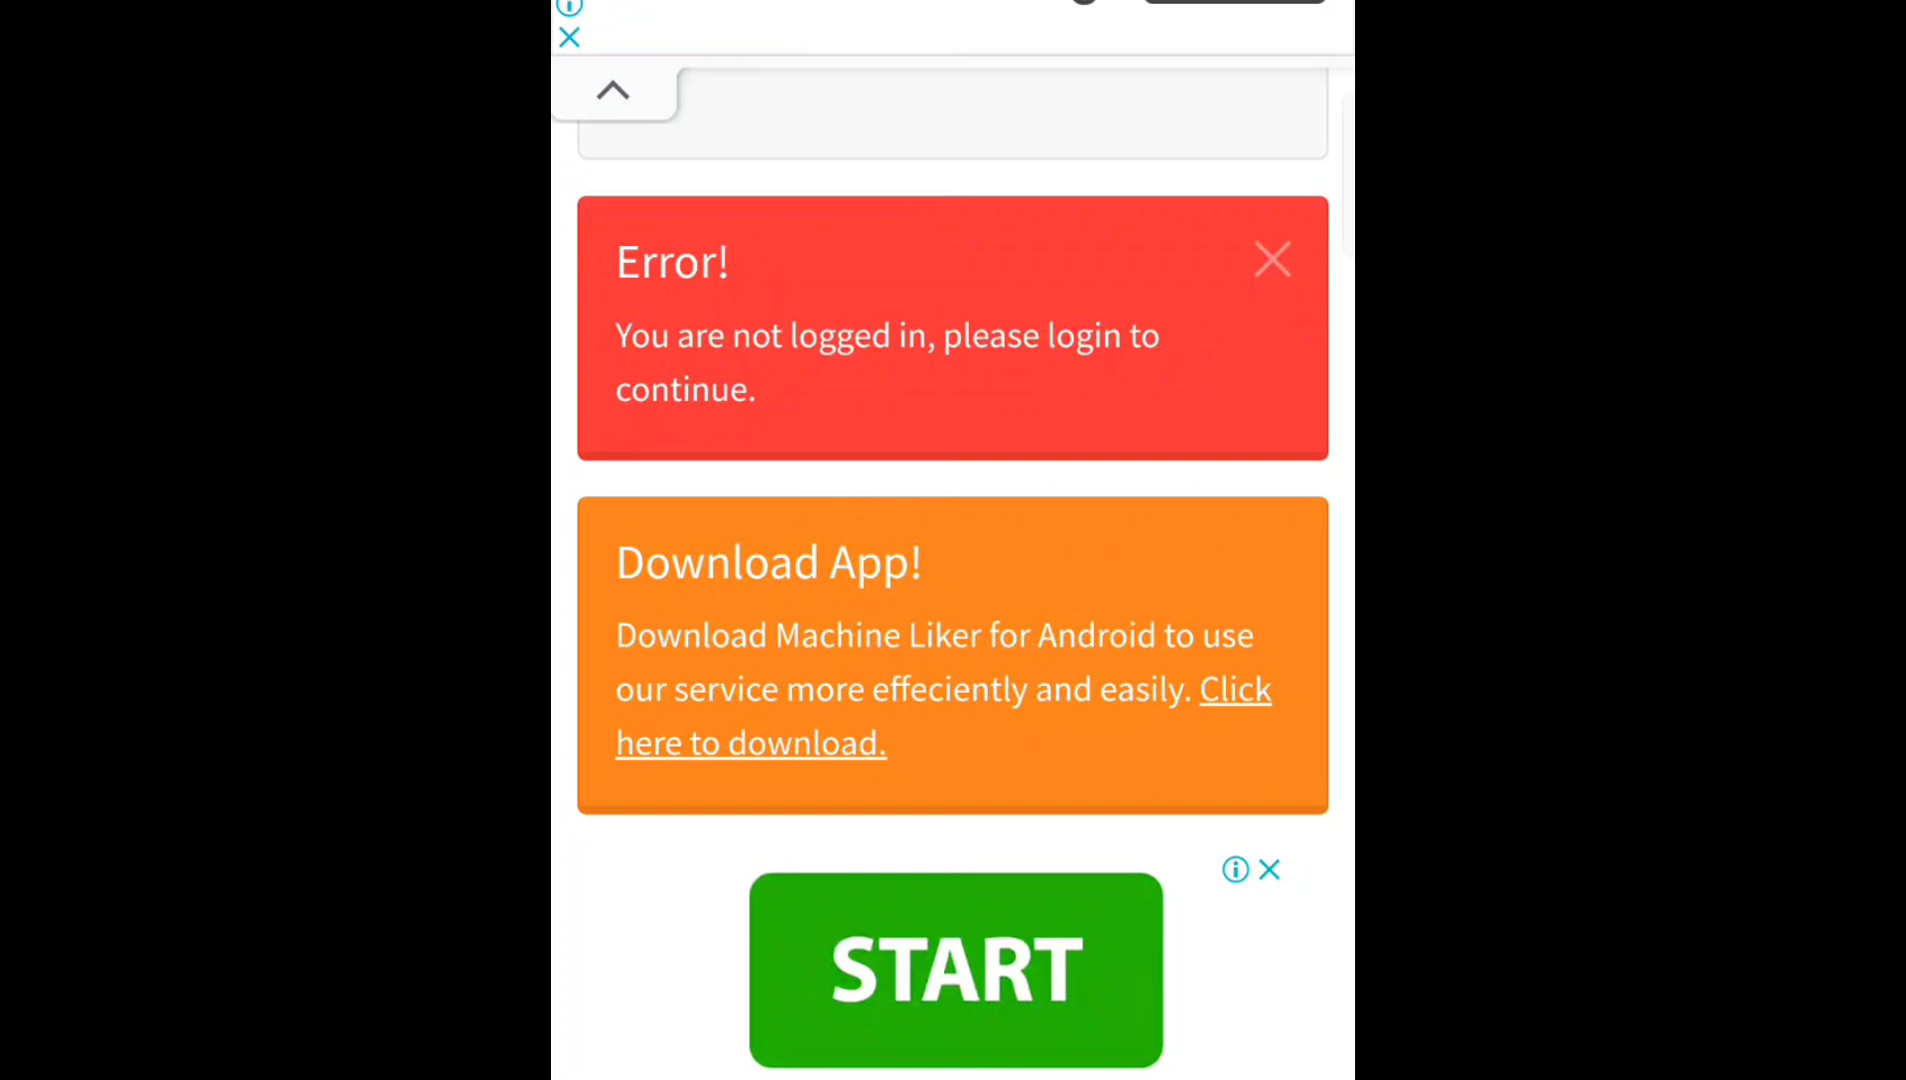 Error!
You are not logged in, please login to
continue.
Download App!
Download Machine Liker for Android to use
our service more effeciently and easily. Click
here to download.
START